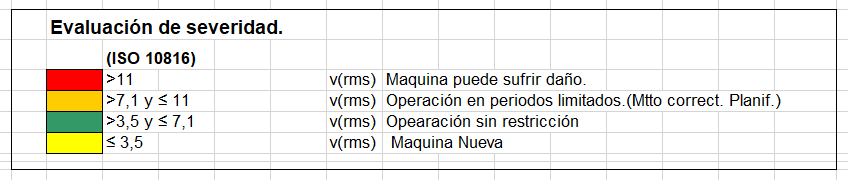 Evaluación de severidad.
(ISO 10816)
>11 v(rms) Maquina puede sufrir daño.
>7,1 y ≤ 11 v(rms) Operación en periodos limitados.(Mtto correct. Planif.)
>3,5 y ≤ 7,1 v(rms) Opearación sin restricción
≤ 3,5 v(rms) Maquina Nueva